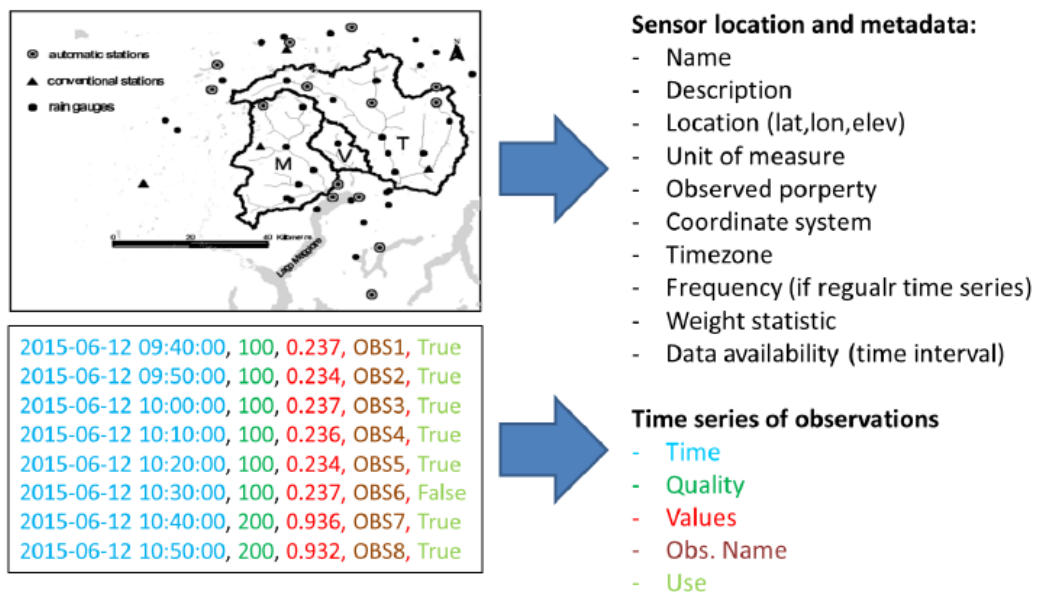 N
automatic stations
conventional stations
rain gauges
M
V
T
0 20 40 Kilometers
Lago Maggiore
2015-06-12 09:40:00, 100, 0.237, OBS1, True
2015-06-12 09:50:00, 100, 0.234, OBS2, True
2015-06-12 10:00:00, 100, 0.237, OBS3, True
2015-06-12 10:10:00, 100, 0.236, OBS4, True
2015-06-12 10:20:00, 100, 0.234, OBS5, True
2015-06-12 10:30:00, 100, 0.237, OBS6, False
2015-06-12 10:40:00, 200, 0.936, OBS7, True
2015-06-12 10:50:00, 200, 0.932, OBS8, True
Sensor location and metadata:
- Name
- Description
- Location (lat,lon,elev)
- Unit of measure
- Observed porperty
- Coordinate system
- Timezone
- Frequency (if regualr time series)
- Weight statistic
- Data availability (time interval)
Time series of observations
- Time
- Quality
- Values
- Obs. Name
- Use